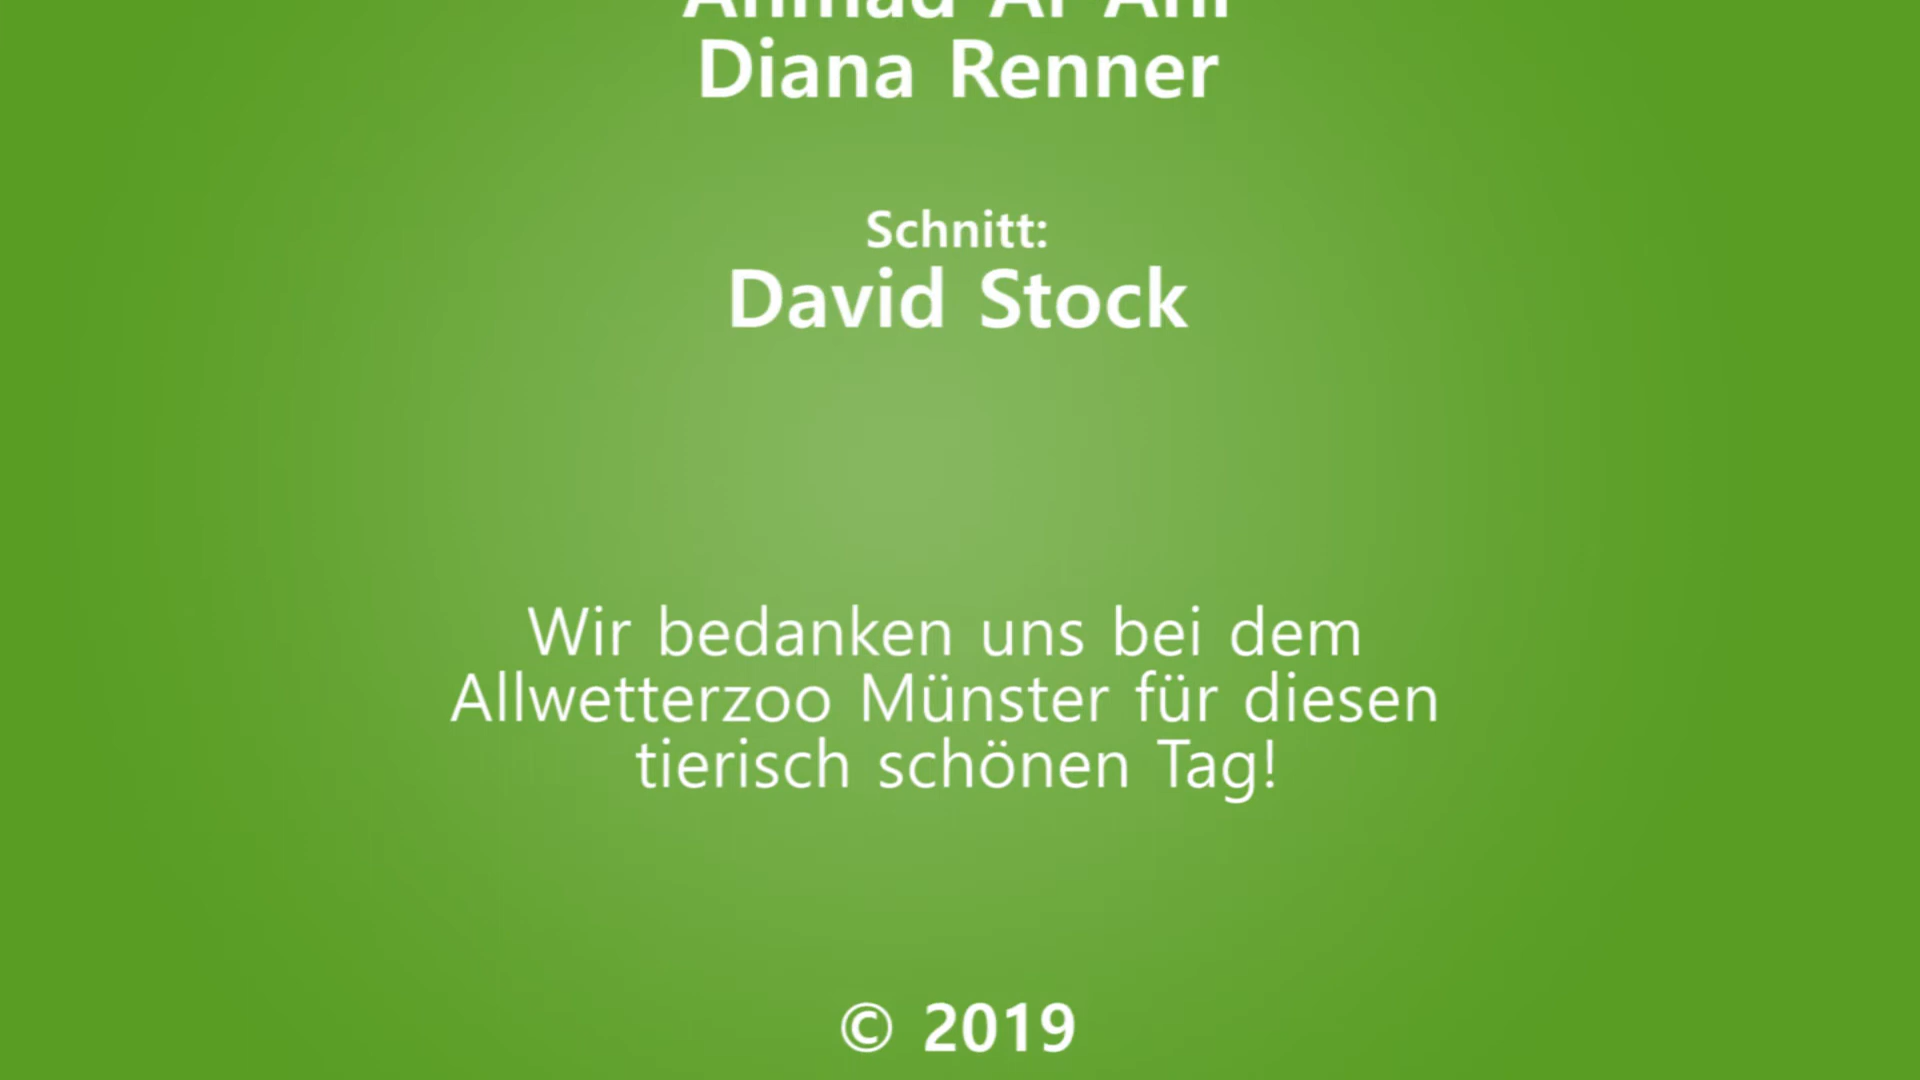 Diana Renner
Schnitt:
David Stock
Wir bedanken uns bei dem
Allwetterzoo Münster für diesen
tierisch schönen Tag!
© 2019